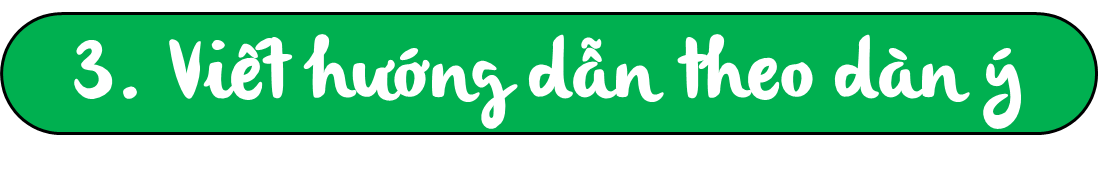 3. Viết hướng dẫn theo dàn ý